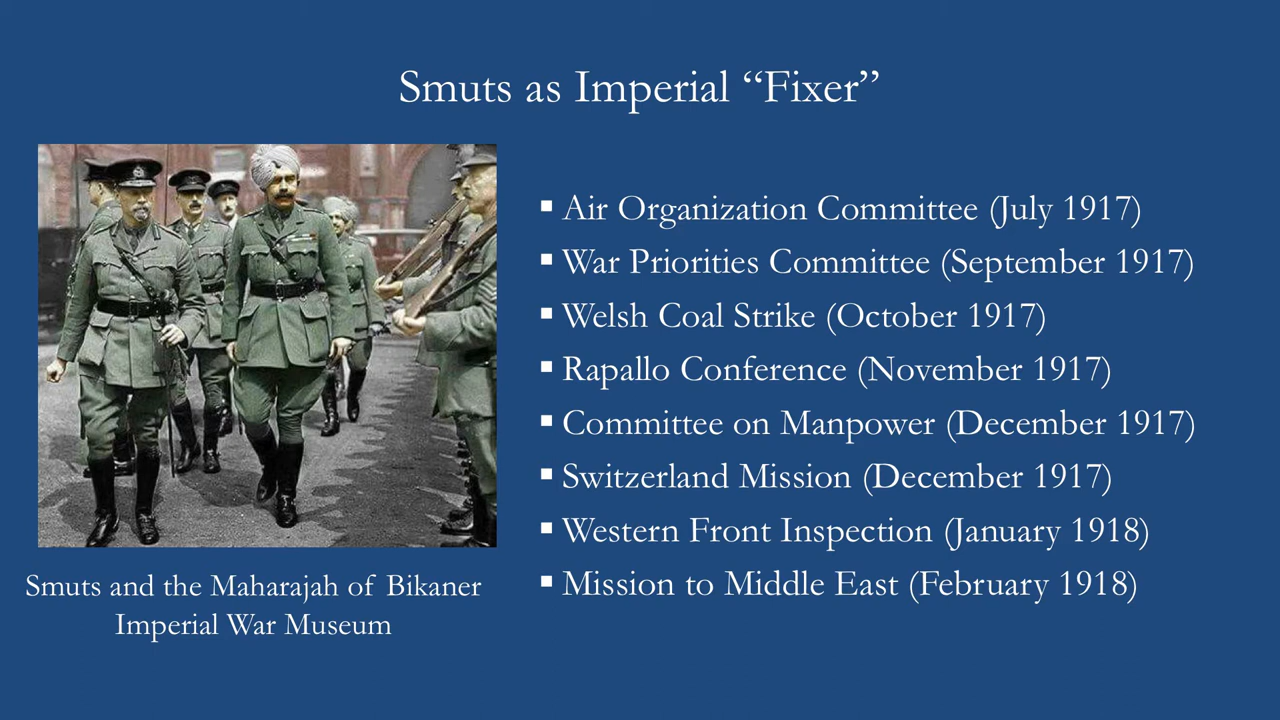 Smuts as Imperial “Fixer”
▪ Air Organization Committee (July 1917)
▪ War Priorities Committee (September 1917)
▪ Welsh Coal Strike (October 1917)
▪ Rapallo Conference (November 1917)
▪ Committee on Manpower (December 1917)
▪ Switzerland Mission (December 1917)
▪ Western Front Inspection (January 1918)
▪ Mission to Middle East (February 1918)
Smuts and the Maharajah of Bikaner
Imperial War Museum